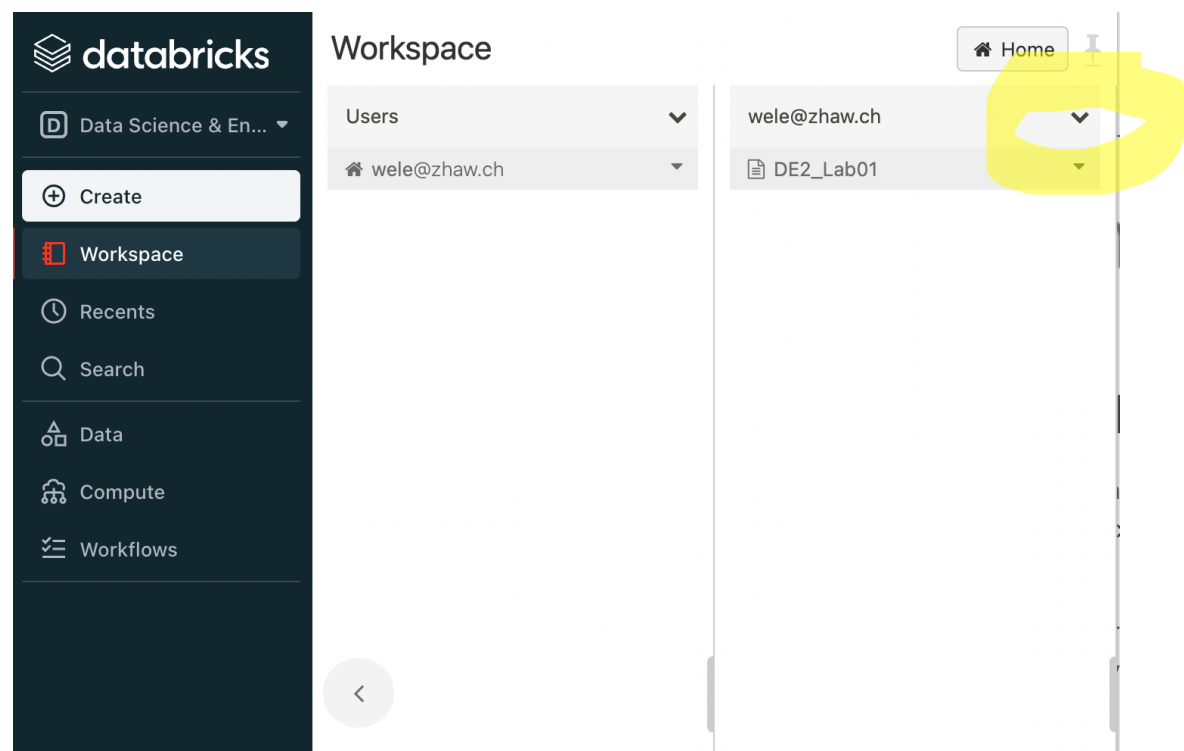 databricks
D Data Science & En...
Create
Workspace
Recents
Search
Data
Compute
Workflows
Workspace
Home
Users
wele@zhaw.ch
wele@zhaw.ch
DE2_Lab01